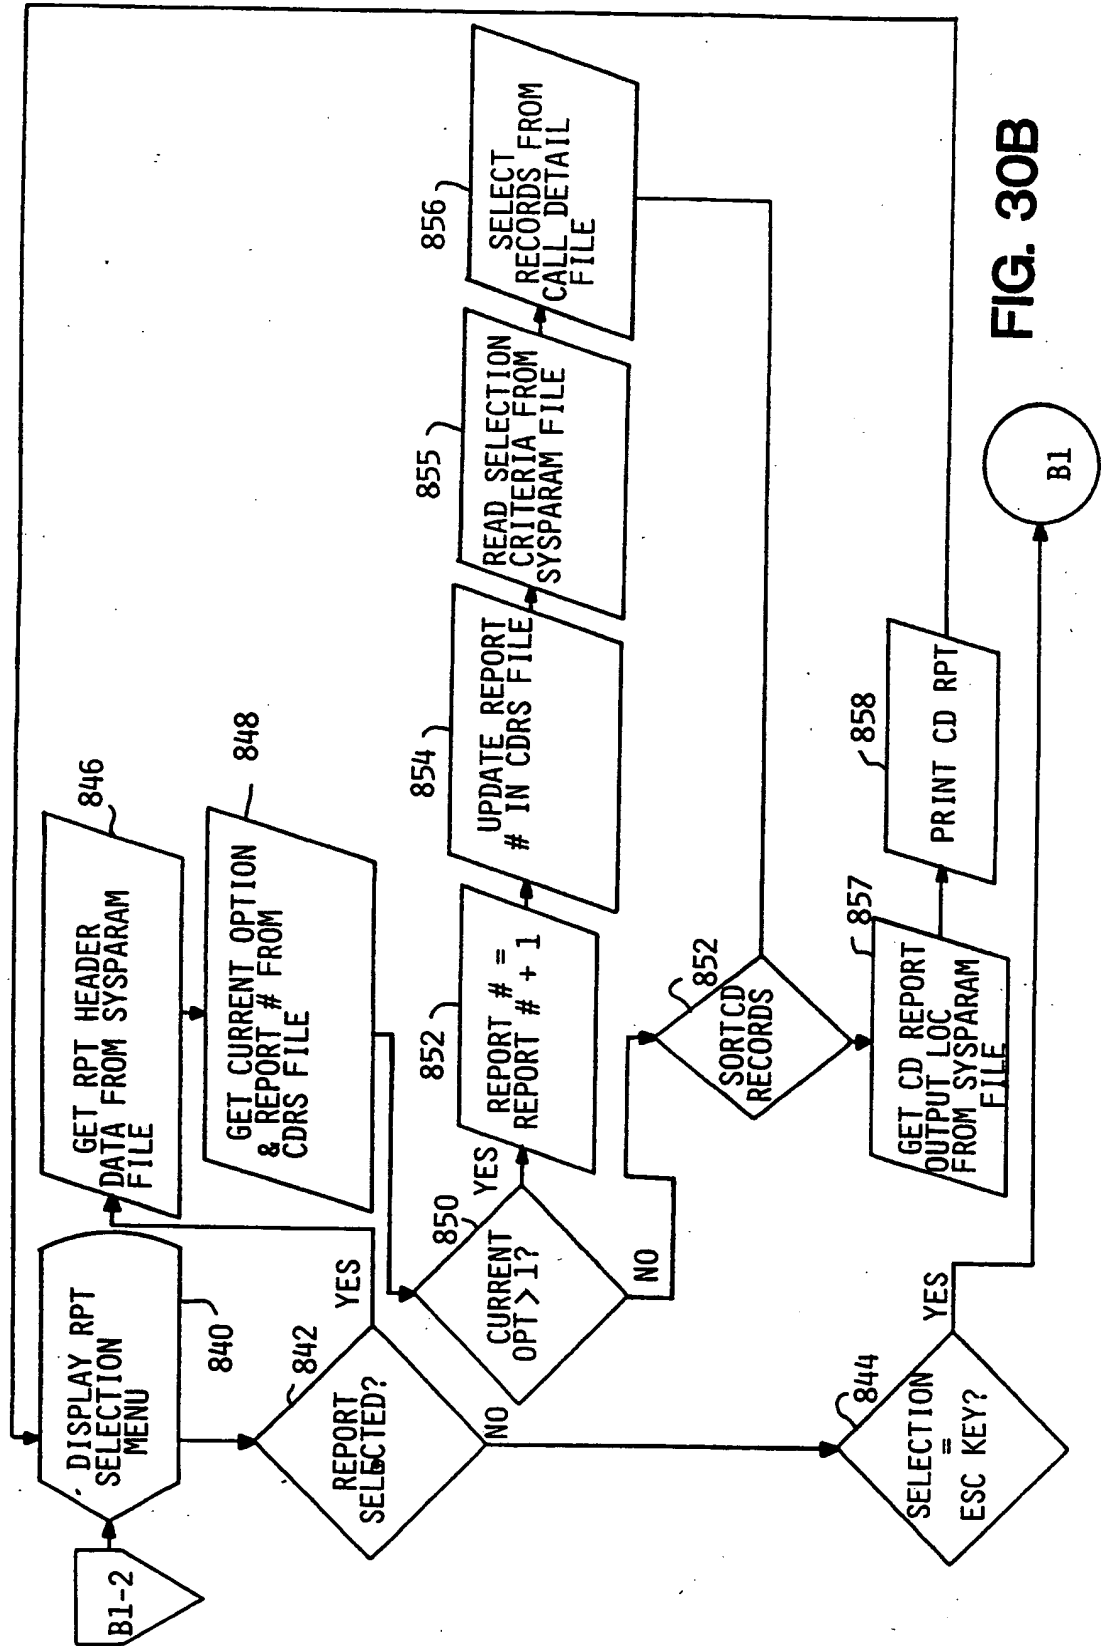 B1-2
DISPLAY RPT
SELECTION
MENU
840
REPORT
SELECTED?
842
YES
NO
GET RPT HEADER
DATA FROM SYSPARAM
FILE
846
GET CURRENT OPTION
& REPORT # FROM
CDRS FILE
848
CURRENT
OPT > 1?
850
YES
NO
REPORT # =
REPORT # + 1
852
UPDATE REPORT
# IN CDRS FILE
854
READ SELECTION
CRITERIA FROM
SYSPARAM FILE
855
SELECT
RECORDS FROM
CALL DETAIL
FILE
856
SORT CD
RECORDS
852
GET CD REPORT
OUTPUT LOC
FROM SYSPARAM
FILE
857
PRINT CD RPT
858
SELECTION
=
ESC KEY?
844
YES
B1
FIG. 30B